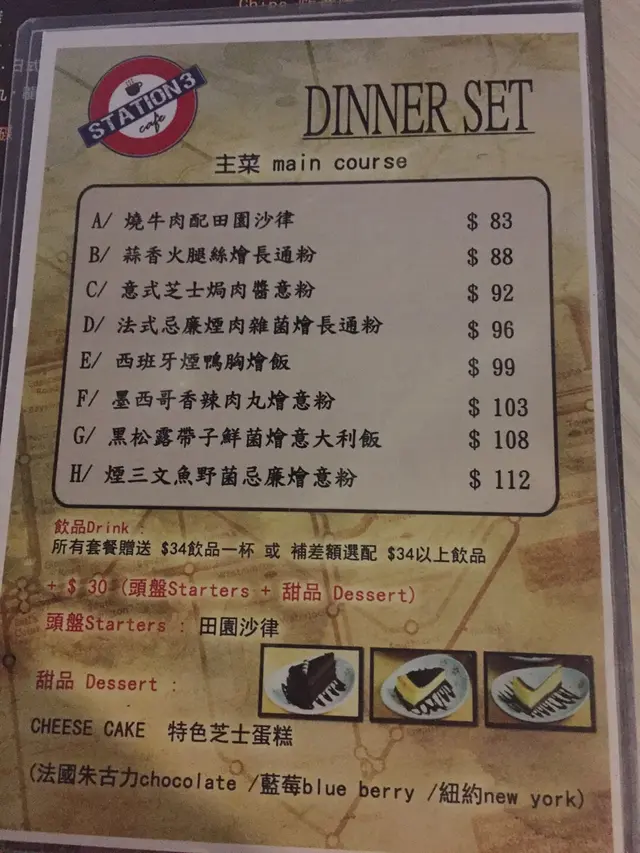 STATION3
cafe
DINNER SET
主菜 main course
A/ 燒牛肉配田園沙律 $ 83
B/ 蒜香火腿絲燴長通粉 $ 88
C/ 意式芝士焗肉醬意粉 $ 92
D/ 法式忌廉煙肉雜菌燴長通粉 $ 96
E/ 西班牙煙鴨胸燴飯 $ 99
F/ 墨西哥香辣肉丸燴意粉 $ 103
G/ 黑松露帶子鮮菌燴意大利飯 $ 108
H/ 煙三文魚野菌忌廉燴意粉 $ 112
飲品Drink :
所有套餐贈送 $34飲品一杯 或 補差額選配 $34以上飲品
+ $ 30 (頭盤Starters + 甜品 Dessert)
頭盤Starters : 田園沙律
甜品 Dessert :
CHEESE CAKE 特色芝士蛋糕
(法國朱古力chocolate /藍莓blue berry /紐約new york)